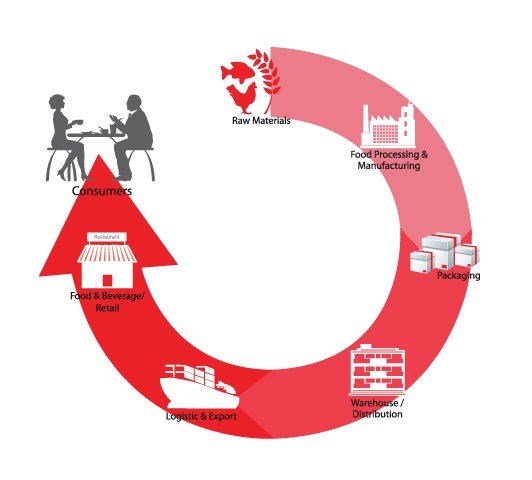 Raw Materials
Food Processing &
Manufacturing
Packaging
Warehouse /
Distribution
Logistic & Export
Restaurant
Food & Beverage/
Retail
Consumers